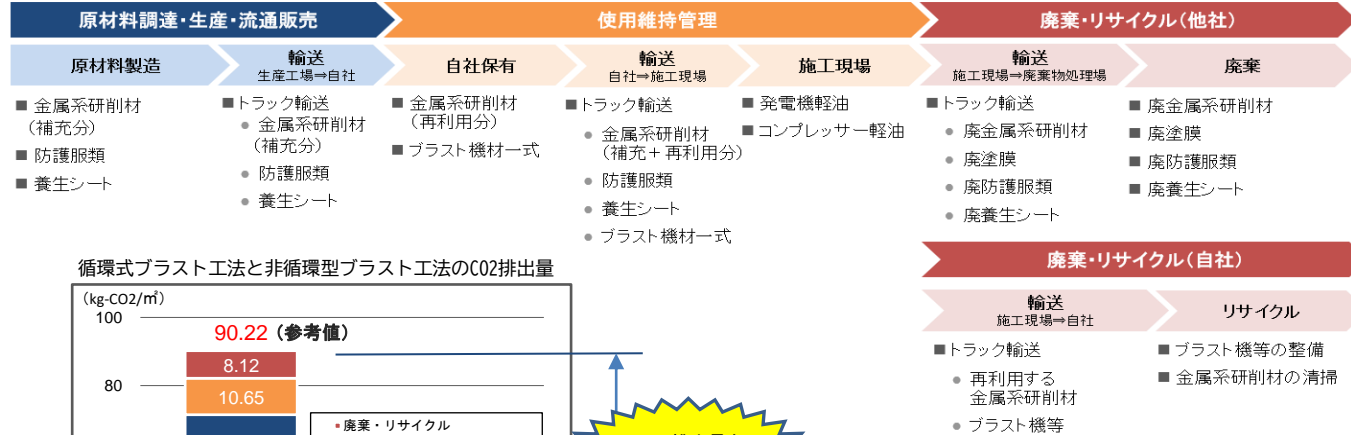 原材料調達・生産・流通販売
使用維持管理
廃棄・リサイクル(他社)
原材料製造
輸送
生産工場⇒自社
自社保有
輸送
自社⇒施工現場
施工現場
輸送
施工現場⇒廃棄物処理場
廃棄
■ 金属系研削材
(補充分)
■ 防護服類
■ 養生シート
■トラック輸送
● 金属系研削材
(補充分)
● 防護服類
● 養生シート
■ 金属系研削材
(再利用分)
■ ブラスト機材一式
■トラック輸送
● 金属系研削材
(補充＋再利用分)
● 防護服類
● 養生シート
● ブラスト機材一式
■ 発電機軽油
■コンプレッサー軽油
■トラック輸送
● 廃金属系研削材
● 廃塗膜
● 廃防護服類
● 廃養生シート
■ 廃金属系研削材
■ 廃塗膜
■ 廃防護服類
■ 廃養生シート
廃棄・リサイクル(自社)
輸送
施工現場⇒自社
リサイクル
■トラック輸送
● 再利用する
金属系研削材
● ブラスト機等
■ ブラスト機等の整備
■ 金属系研削材の清掃
循環式ブラスト工法と非循環型ブラスト工法のCO2排出量
(kg-CO2/㎡)
100
90.22 (参考値)
8.12
80
10.65
▪廃棄・リサイクル